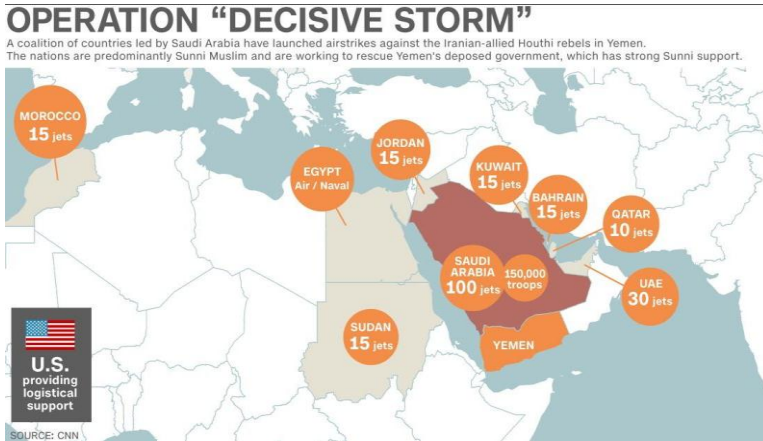 OPERATION “DECISIVE STORM”
A coalition of countries led by Saudi Arabia have launched airstrikes against the Iranian-allied Houthi rebels in Yemen.
The nations are predominantly Sunni Muslim and are working to rescue Yemen's deposed government, which has strong Sunni support.
MOROCCO
15 jets
EGYPT
Air / Naval
JORDAN
15 jets
KUWAIT
15 jets
BAHRAIN
15 jets
QATAR
10 jets
SAUDI
ARABIA
100 jets
150,000
troops
UAE
30 jets
SUDAN
15 jets
YEMEN
U.S.
providing
logistical
support
SOURCE: CNN